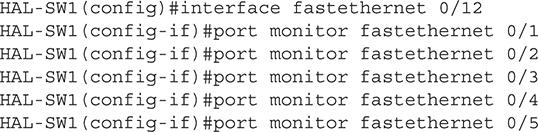 HAL-SW1(config)#interface fastethernet 0/12
HAL-SW1(config-if)#port monitor fastethernet 0/1
HAL-SW1(config-if)#port monitor fastethernet 0/2
HAL-SW1(config-if)#port monitor fastethernet 0/3
HAL-SW1(config-if)#port monitor fastethernet 0/4
HAL-SW1(config-if)#port monitor fastethernet 0/5